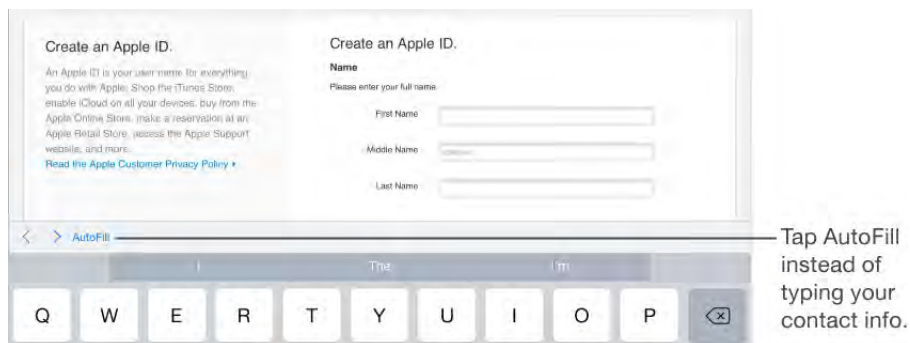 Create an Apple ID.
An Apple ID is your user name for everything
you do with Apple: Shop the iTunes Store,
enable iCloud on all your devices, buy from the
Apple Online Store, make a reservation at an
Apple Retail Store, access the Apple Support
website, and more.
Read the Apple Customer Privacy Policy
Create an Apple ID.
Name
Please enter your full name.
First Name
Middle Name
Last Name
AutoFill
I
The
I'm
Q W E R T Y U I O P
Tap AutoFill
instead of
typing your
contact info.